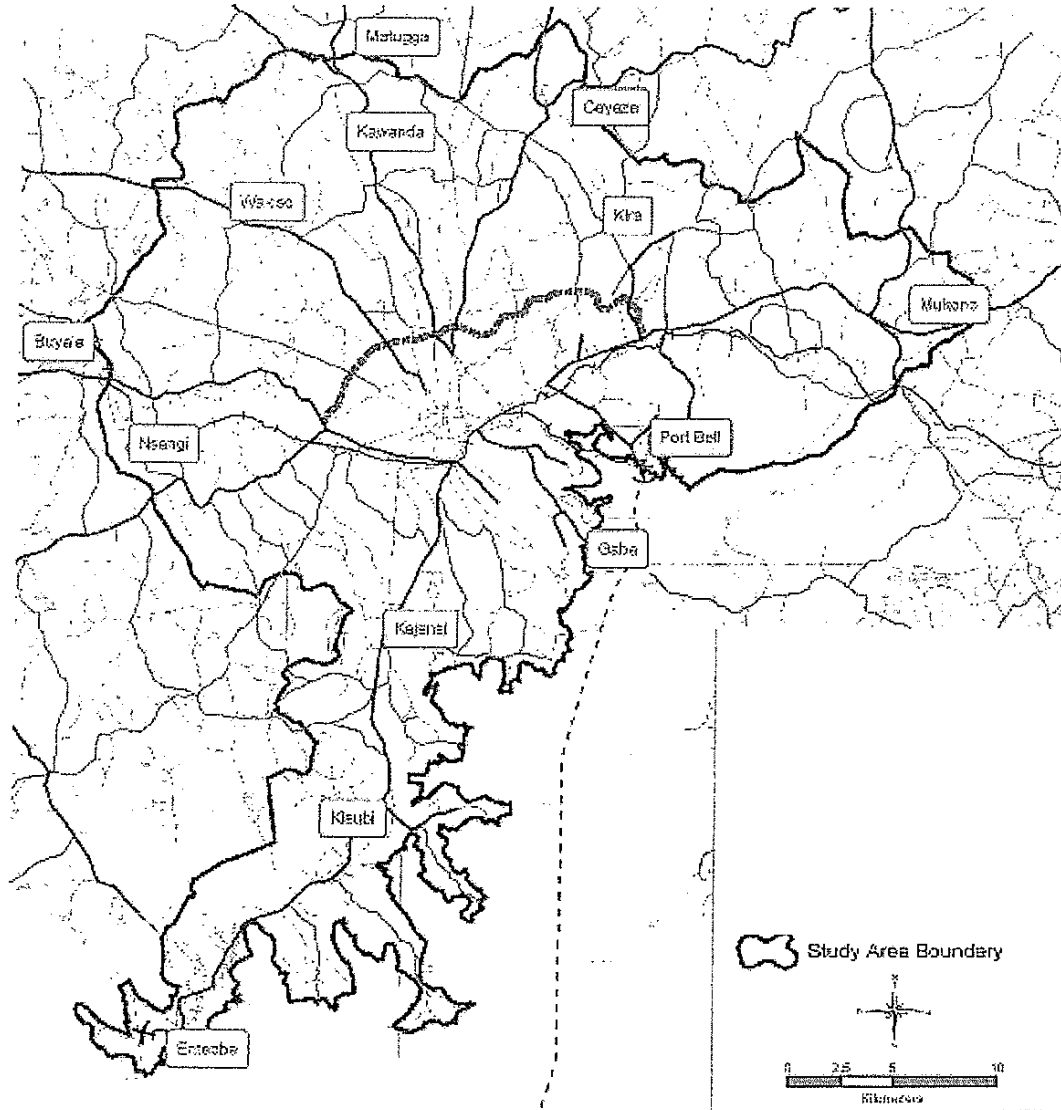 Matugga
Gayaza
Kawanda
Wakiso
Kira
Mukono
Buyala
Port Bell
Nsangi
Gaba
Kajansi
Kisubi
Study Area Boundary
0 2.5 5 10
Kilometers
Entebbe